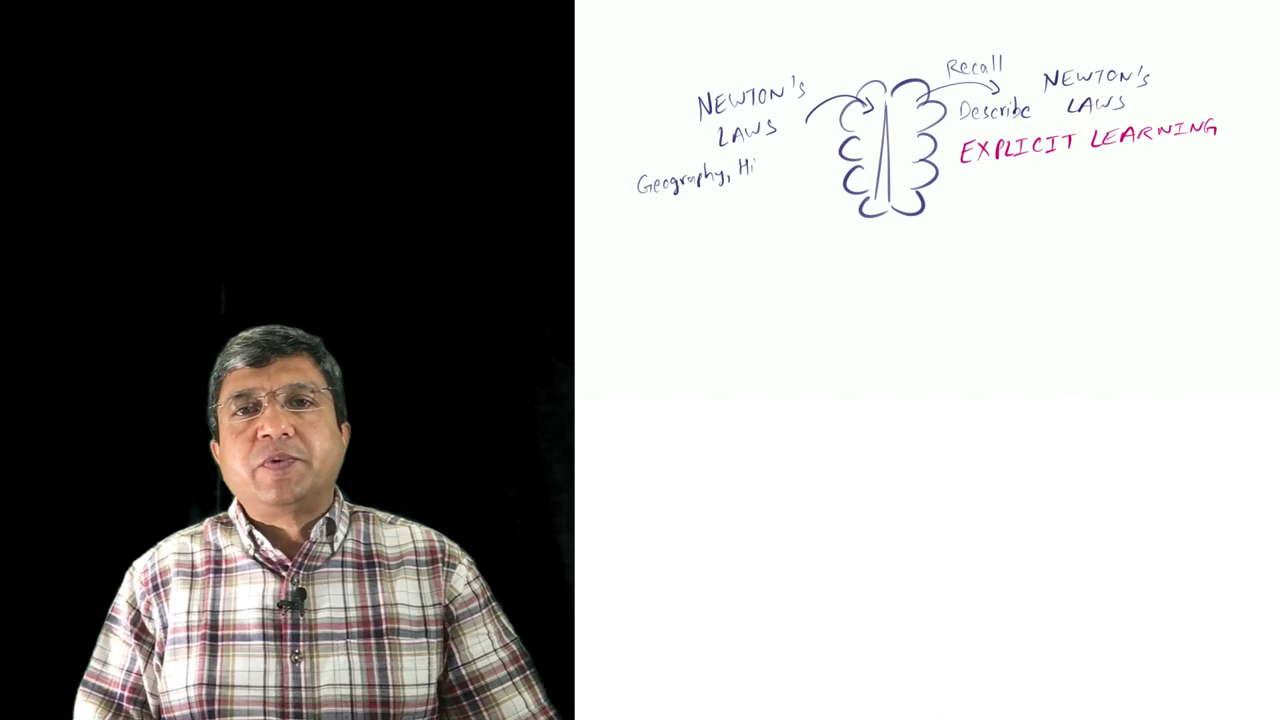 NEWTON'S
LAWS
Geography, Hi
Recall
Describe
NEWTON'S
LAWS
EXPLICIT LEARNING